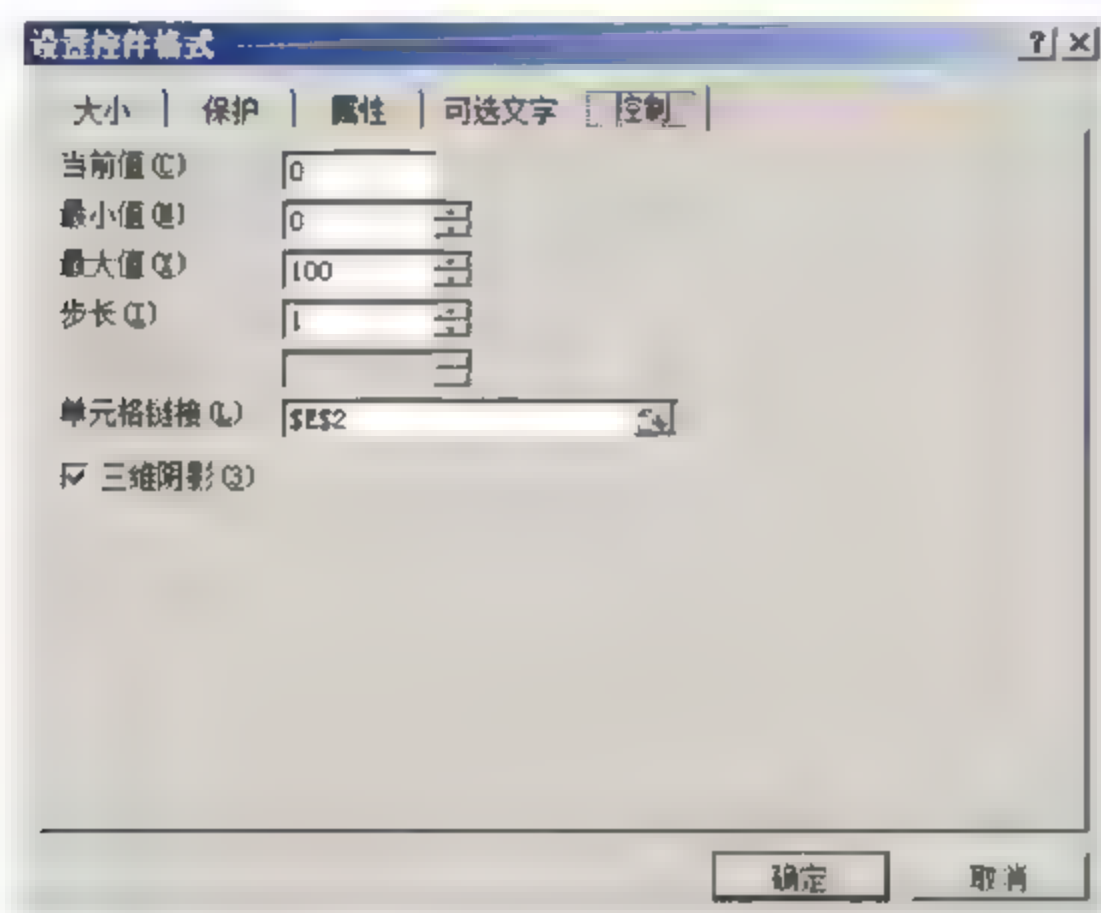 设置控件格式 ? ×
大小 保护 属性 可选文字 控制
当前值(C) 0
最小值(M) 0
最大值(X) 100
步长(I) 1
单元格链接(L) $E$2
三维阴影(3)
确定 取消